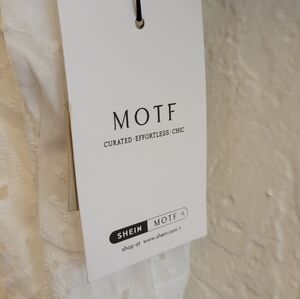 MOTF
CURATED·EFFORTLESS·CHIC
SHEIN MOTF
shop at www.shein.com